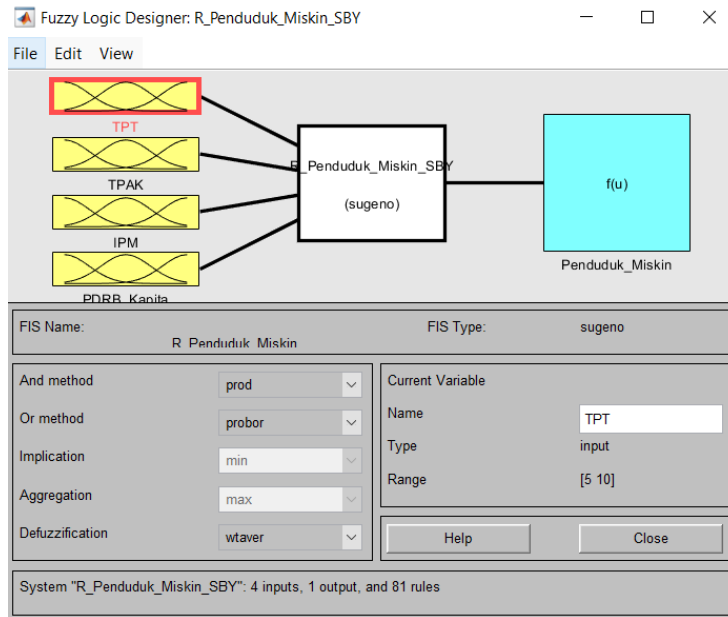 Fuzzy Logic Designer: R_Penduduk_Miskin_SBY
File Edit View
TPT
TPAK
IPM
PDRB_Kapita
R_Penduduk_Miskin_SBY
(sugeno)
f(u)
Penduduk_Miskin
FIS Name:
R_Penduduk_Miskin
FIS Type:
sugeno
And method
prod
Or method
probor
Implication
min
Aggregation
max
Defuzzification
wtaver
Current Variable
Name
TPT
Type
input
Range
[5 10]
Help
Close
System "R_Penduduk_Miskin_SBY": 4 inputs, 1 output, and 81 rules